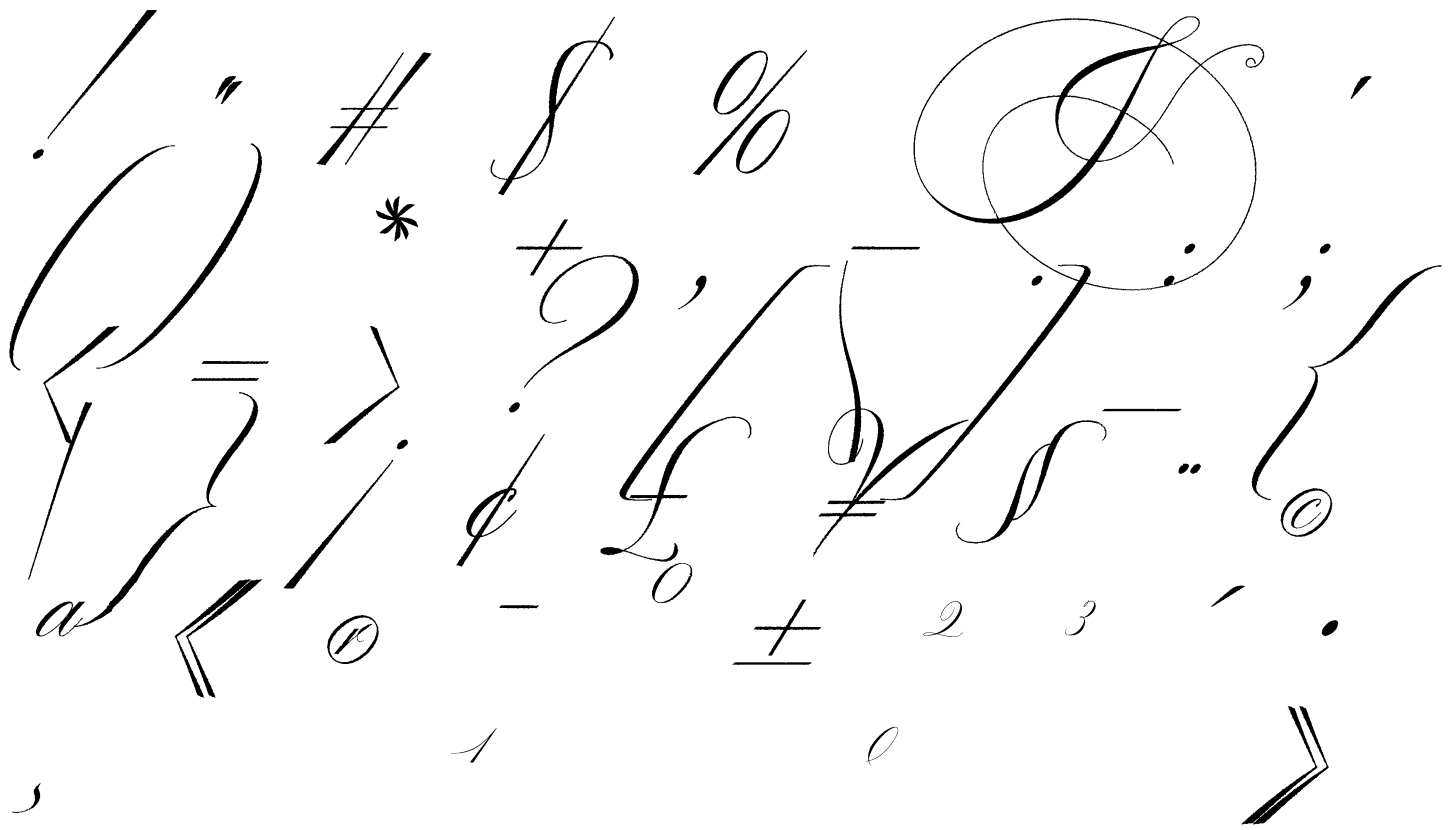 ! " # $ % & '
( ) * + , - . /
: ; < = > ? [ \ ] {
| } ¡ ¢ £ ¥ § ¨ ©
ª « ® ¯ ° ± ² ³ ´ ·
¸ ¹ º »